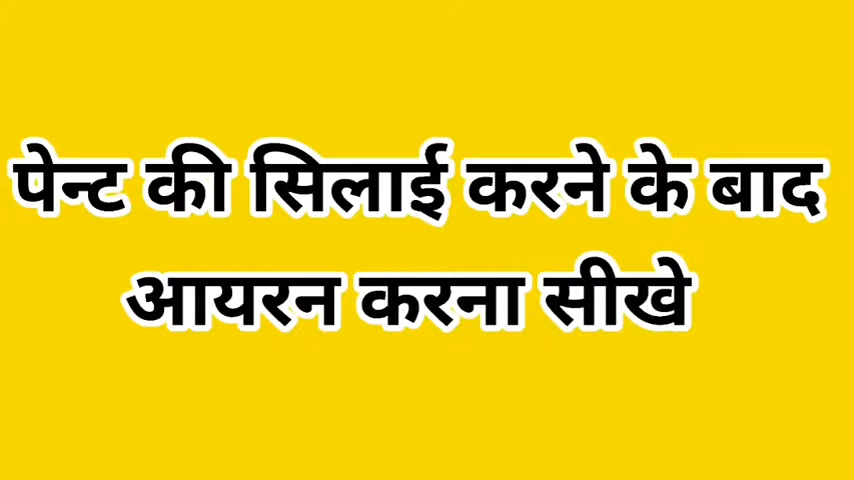 पेन्ट की सिलाई करने के बाद
आयरन करना सीखे